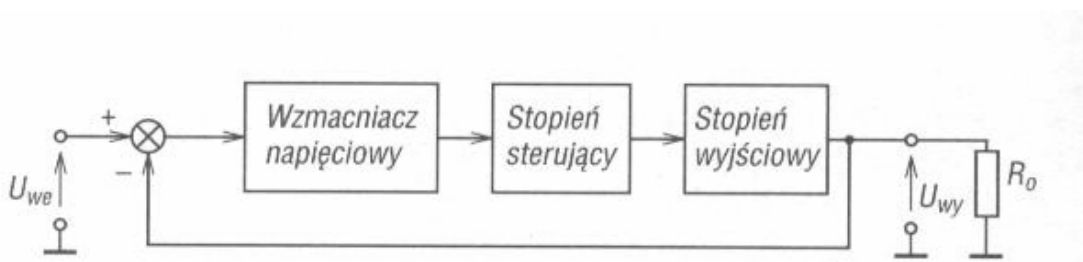 +
−
U_we
Wzmacniacz
napięciowy
Stopień
sterujący
Stopień
wyjściowy
U_wy
R_o